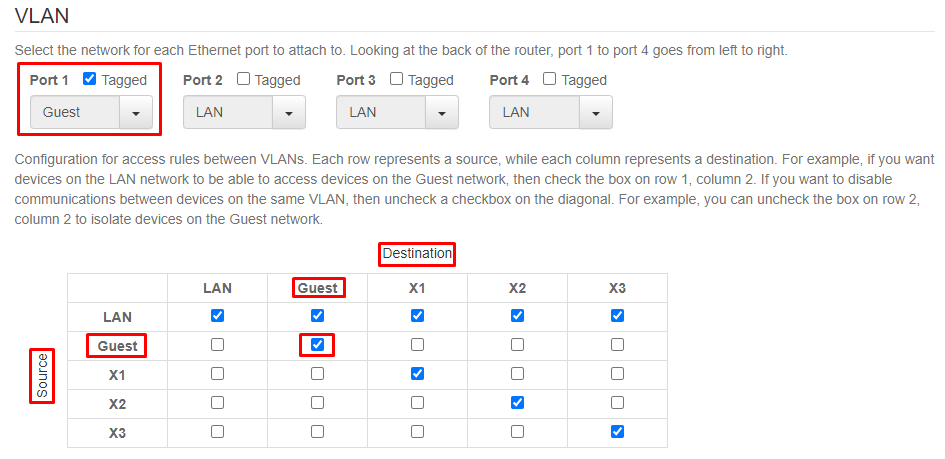 VLAN
Select the network for each Ethernet port to attach to. Looking at the back of the router, port 1 to port 4 goes from left to right.
Port 1 Tagged Port 2 Tagged Port 3 Tagged Port 4 Tagged
Guest LAN LAN LAN
Configuration for access rules between VLANs. Each row represents a source, while each column represents a destination. For example, if you want
devices on the LAN network to be able to access devices on the Guest network, then check the box on row 1, column 2. If you want to disable
communications between devices on the same VLAN, then uncheck a checkbox on the diagonal. For example, you can uncheck the box on row 2,
column 2 to isolate devices on the Guest network.
Destination
LAN Guest X1 X2 X3
LAN
Guest
Source
X1
X2
X3